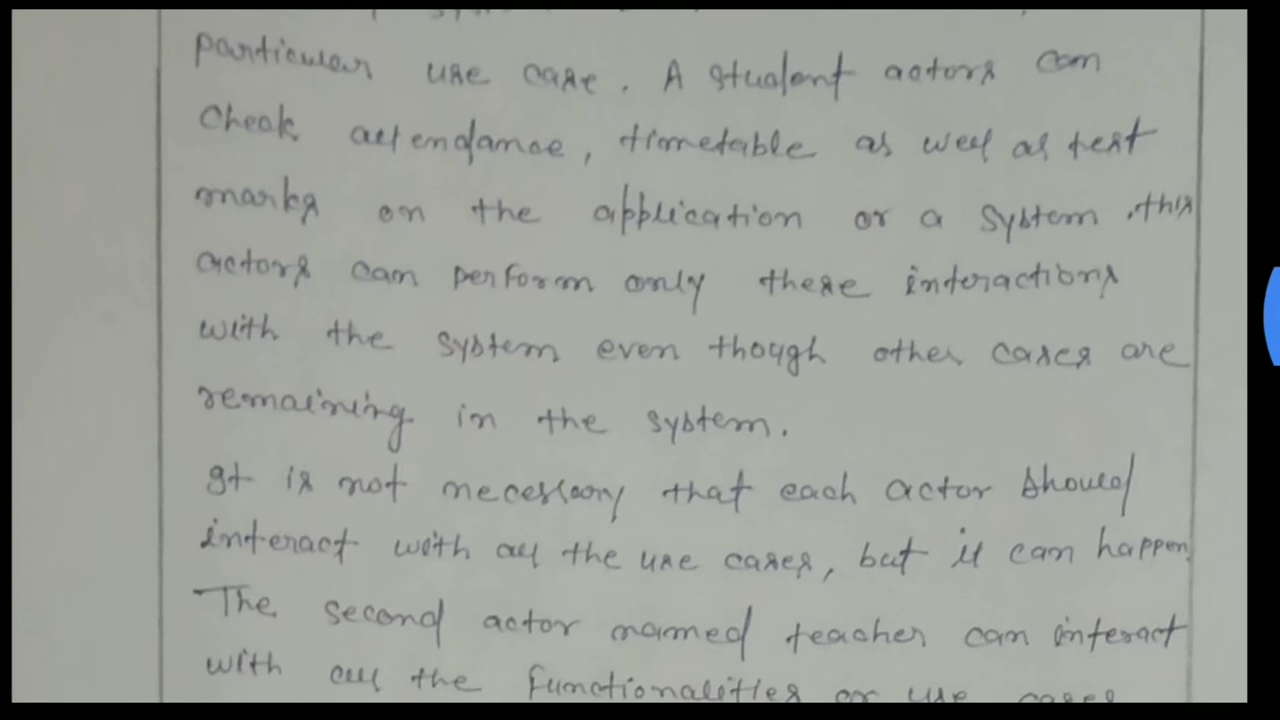 particular use case. A student actors can
Check attendance, timetable as well as test
marks on the application or a system, this
actors can perform only these interactions
with the system even though other cases are
remaining in the system.
It is not necessary that each actor should
interact with all the use cases, but it can happen.
The second actor named teacher can interact
with all the functionalities or use cases